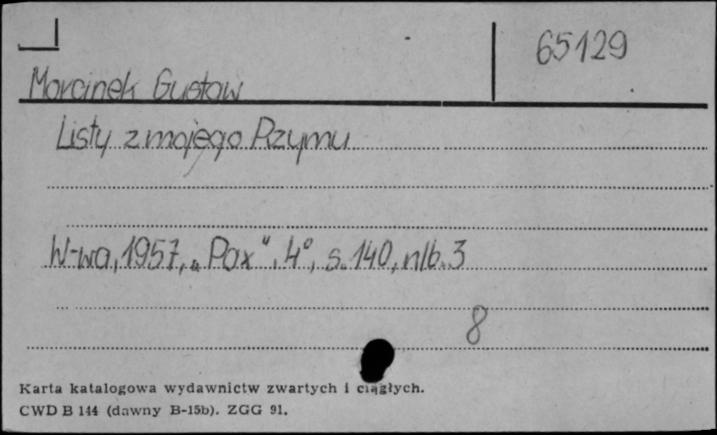 65129
Morcinek Gustaw
Listy z mojego Rzymu
W-wa, 1957, „Pax", 4°, s. 140, nlb. 3
8
Karta katalogowa wydawnictw zwartych i ciągłych.
CWD B 144 (dawny B-15b). ZGG 91.